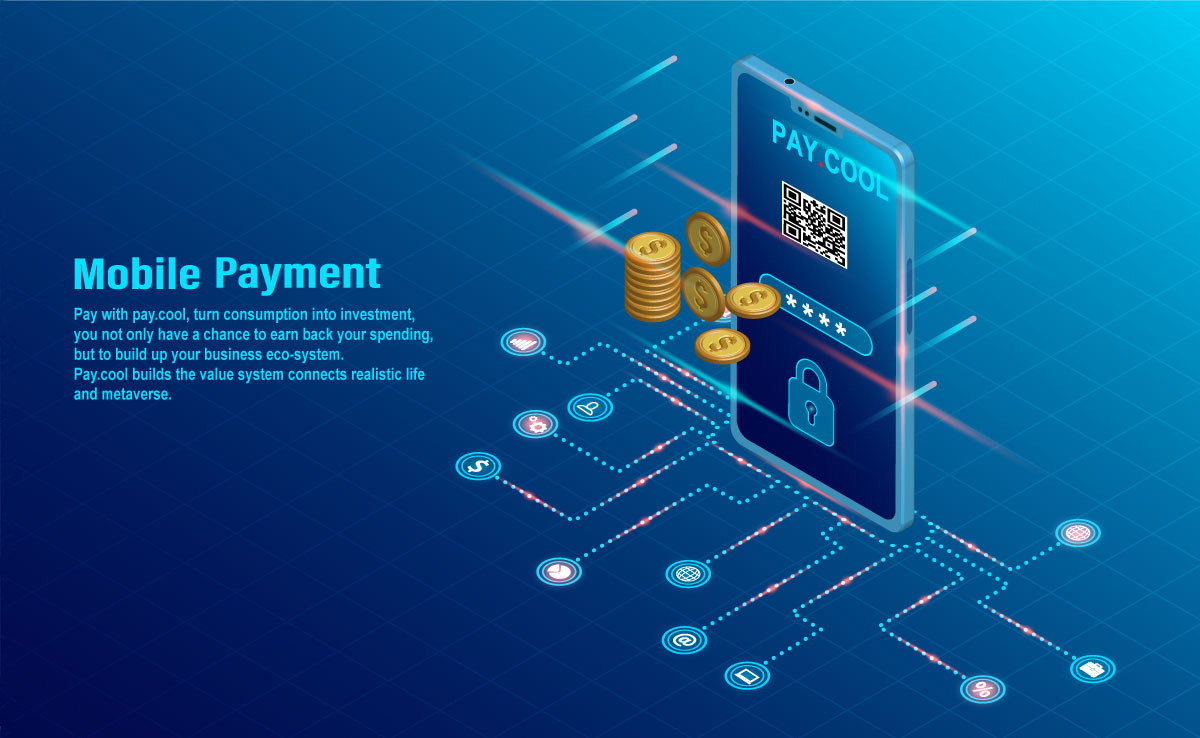 PAY.COOL
****
Mobile Payment
Pay with pay.cool, turn consumption into investment,
you not only have a chance to earn back your spending,
but to build up your business eco-system.
Pay.cool builds the value system connects realistic life
and metaverse.
$
@
%